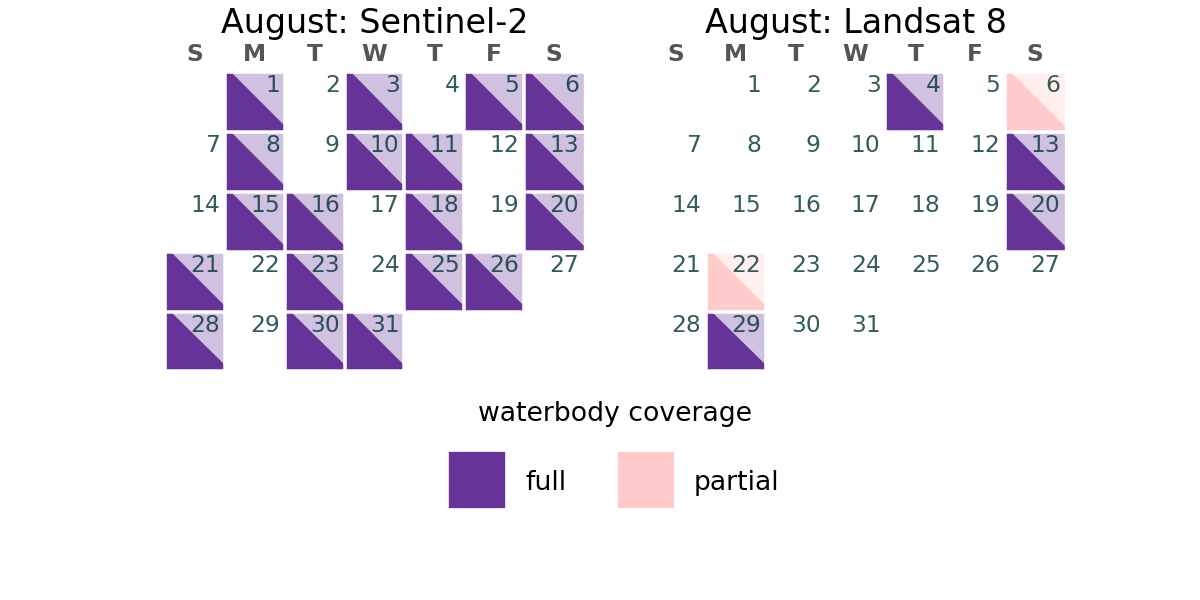 August: Sentinel-2
S M T W T F S
1 2 3 4 5 6
7 8 9 10 11 12 13
14 15 16 17 18 19 20
21 22 23 24 25 26 27
28 29 30 31
August: Landsat 8
S M T W T F S
1 2 3 4 5 6
7 8 9 10 11 12 13
14 15 16 17 18 19 20
21 22 23 24 25 26 27
28 29 30 31
waterbody coverage
full
partial